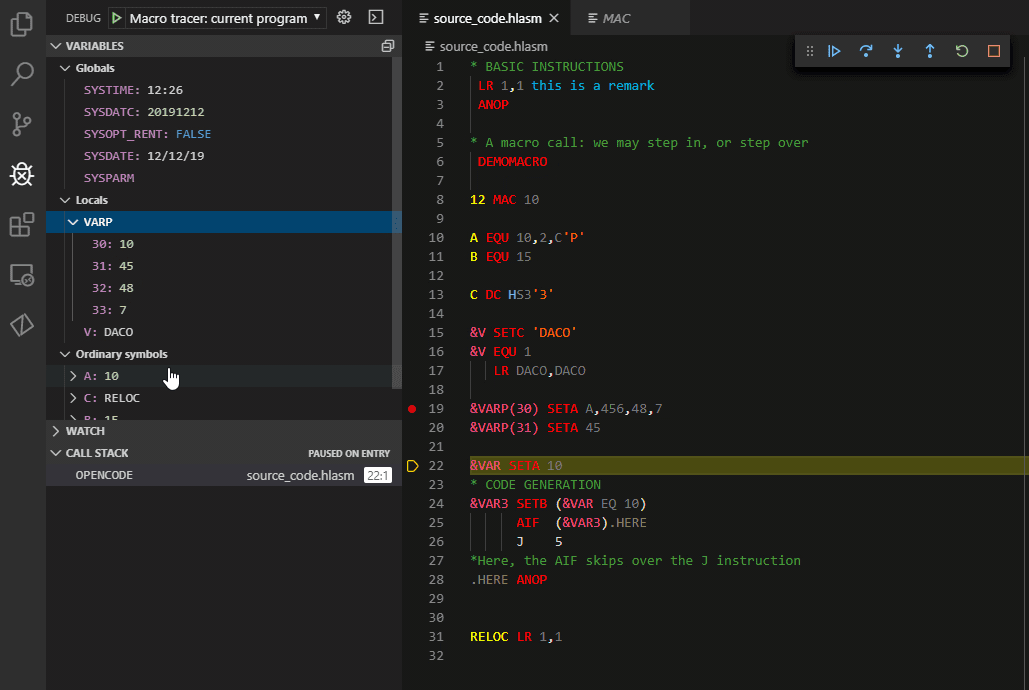 DEBUG Macro tracer: current program
VARIABLES
Globals
SYSTIME: 12:26
SYSDATC: 20191212
SYSOPT_RENT: FALSE
SYSDATE: 12/12/19
SYSPARM
Locals
VARP
30: 10
31: 45
32: 48
33: 7
V: DACO
Ordinary symbols
A: 10
C: RELOC
B: 15
WATCH
CALL STACK PAUSED ON ENTRY
OPENCODE source_code.hlasm 22:1
source_code.hlasm MAC
source_code.hlasm
1 * BASIC INSTRUCTIONS
2 LR 1,1 this is a remark
3 ANOP
4
5 * A macro call: we may step in, or step over
6 DEMOMACRO
7
8 12 MAC 10
9
10 A EQU 10,2,C'P'
11 B EQU 15
12
13 C DC HS3'3'
14
15 &V SETC 'DACO'
16 &V EQU 1
17 LR DACO,DACO
18
19 &VARP(30) SETA A,456,48,7
20 &VARP(31) SETA 45
21
22 &VAR SETA 10
23 * CODE GENERATION
24 &VAR3 SETB (&VAR EQ 10)
25 AIF (&VAR3).HERE
26 J 5
27 *Here, the AIF skips over the J instruction
28 .HERE ANOP
29
30
31 RELOC LR 1,1
32